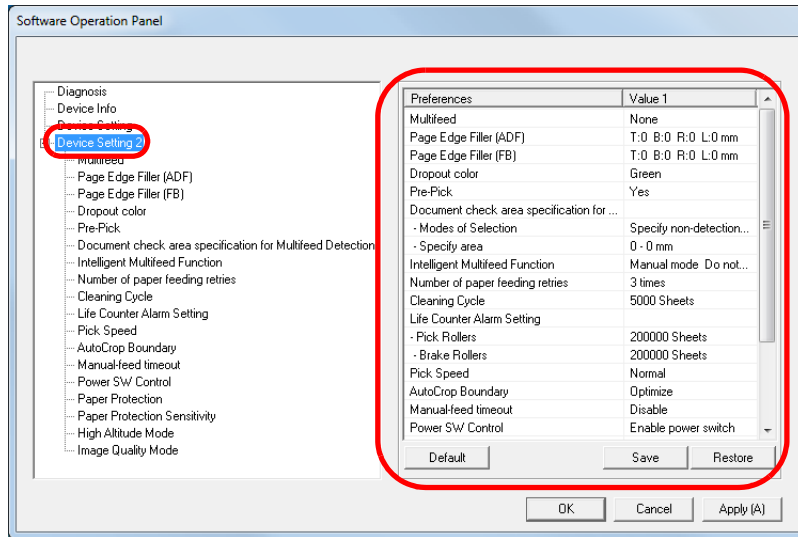 Software Operation Panel
Diagnosis
Device Info
Device Setting
Device Setting 2
Multifeed
Page Edge Filler (ADF)
Page Edge Filler (FB)
Dropout color
Pre-Pick
Document check area specification for Multifeed Detection
Intelligent Multifeed Function
Number of paper feeding retries
Cleaning Cycle
Life Counter Alarm Setting
Pick Speed
AutoCrop Boundary
Manual-feed timeout
Power SW Control
Paper Protection
Paper Protection Sensitivity
High Altitude Mode
Image Quality Mode
Preferences Value 1
Multifeed None
Page Edge Filler (ADF) T:0 B:0 R:0 L:0 mm
Page Edge Filler (FB) T:0 B:0 R:0 L:0 mm
Dropout color Green
Pre-Pick Yes
Document check area specification for ...
- Modes of Selection Specify non-detection...
- Specify area 0 - 0 mm
Intelligent Multifeed Function Manual mode Do not...
Number of paper feeding retries 3 times
Cleaning Cycle 5000 Sheets
Life Counter Alarm Setting
- Pick Rollers 200000 Sheets
- Brake Rollers 200000 Sheets
Pick Speed Normal
AutoCrop Boundary Optimize
Manual-feed timeout Disable
Power SW Control Enable power switch
Default Save Restore
OK Cancel Apply (A)